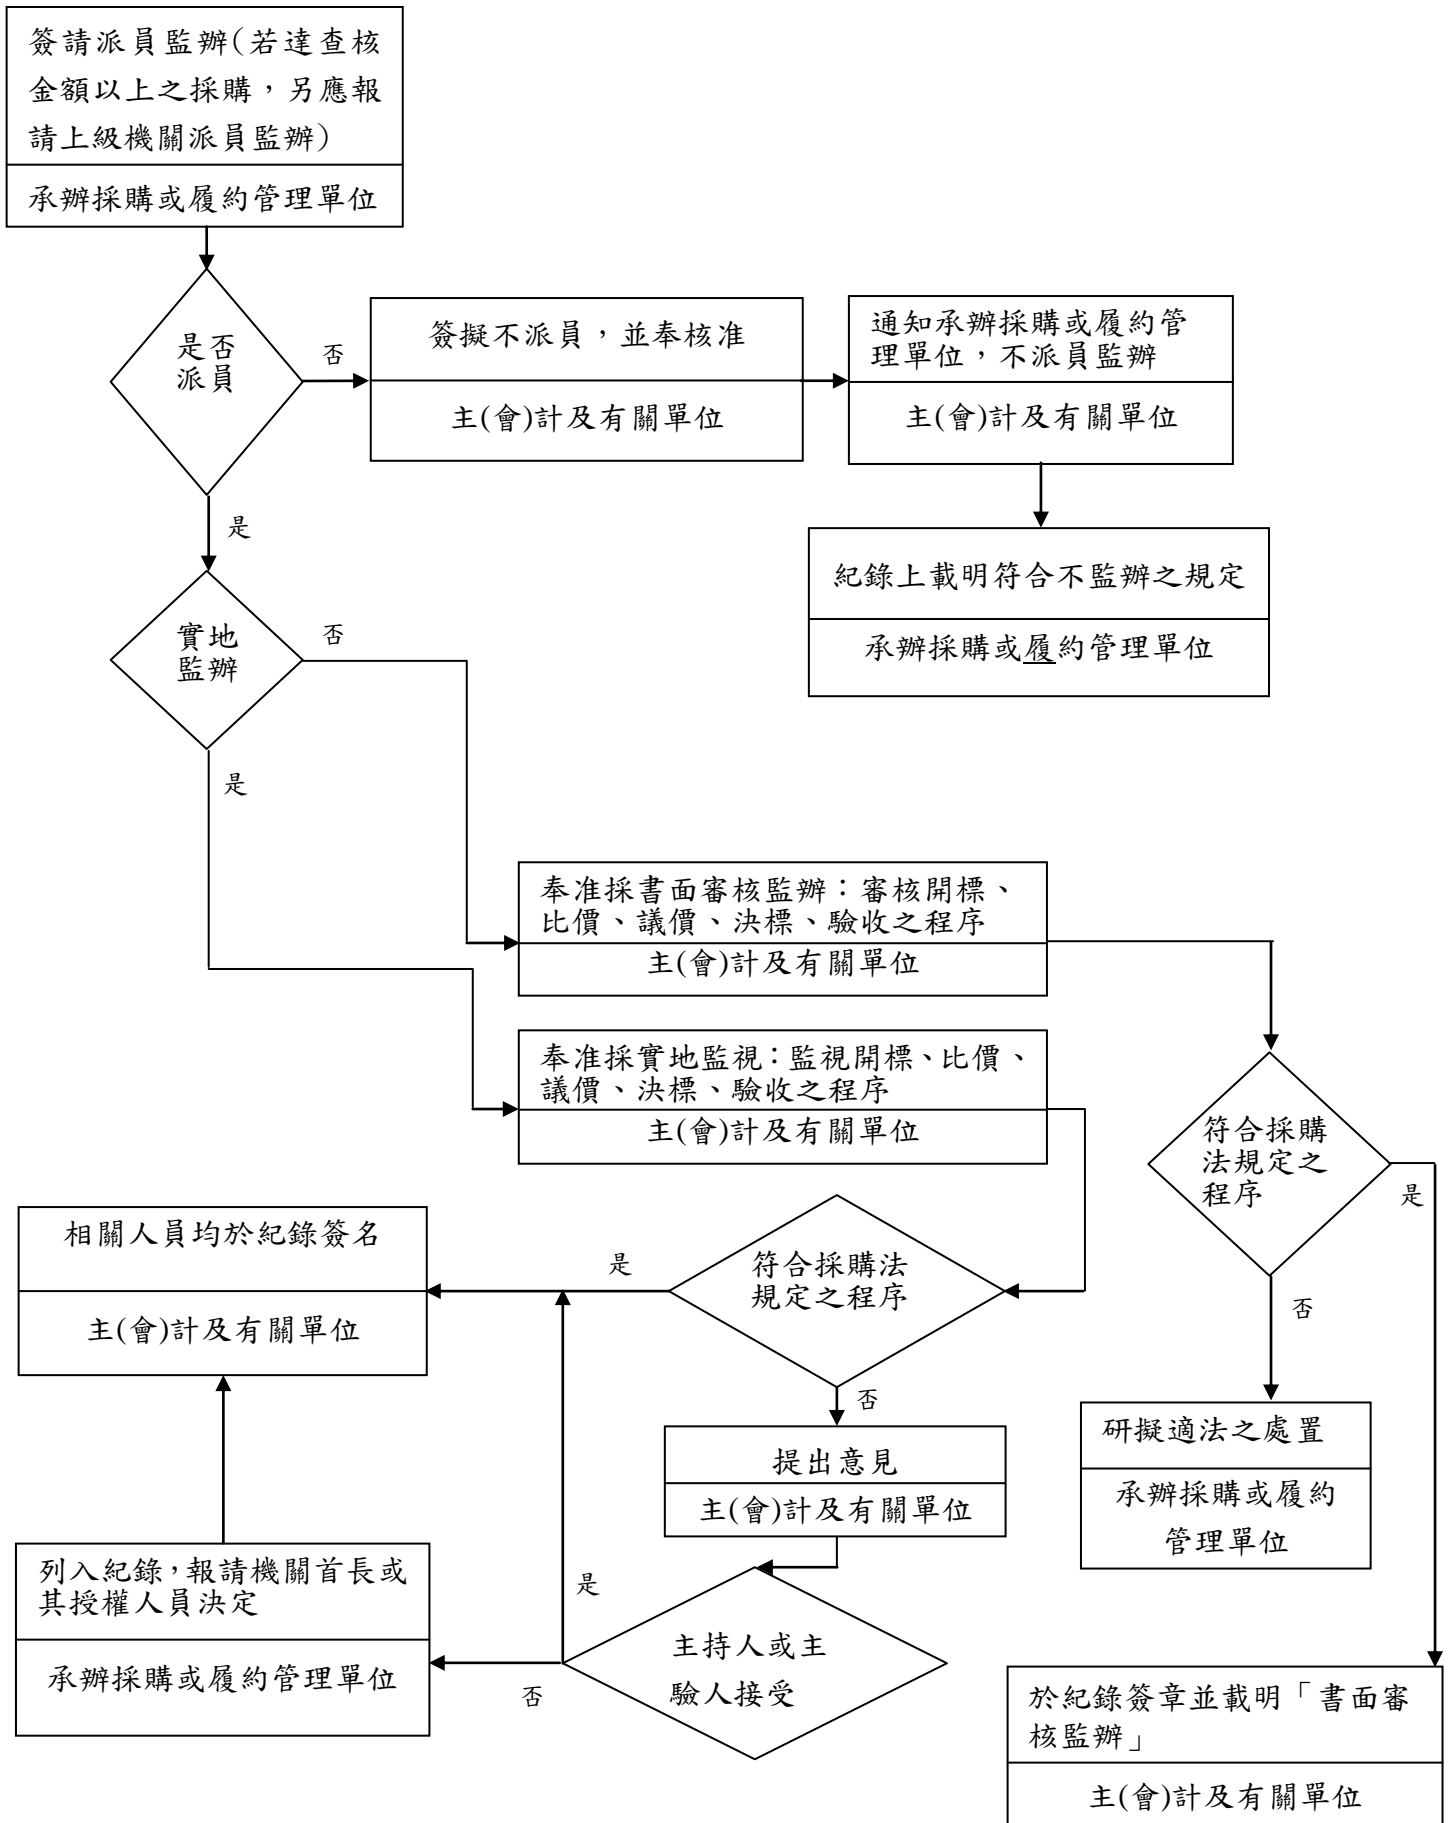 簽請派員監辦(若達查核
金額以上之採購，另應報
請上級機關派員監辦)
承辦採購或履約管理單位
是否
派員
否
簽擬不派員，並奉核准
主(會)計及有關單位
通知承辦採購或履約管
理單位，不派員監辦
主(會)計及有關單位
是
紀錄上載明符合不監辦之規定
承辦採購或履約管理單位
實地
監辦
否
是
奉准採書面審核監辦：審核開標、
比價、議價、決標、驗收之程序
主(會)計及有關單位
奉准採實地監視：監視開標、比價、
議價、決標、驗收之程序
主(會)計及有關單位
符合採購
法規定之
程序
是
否
相關人員均於紀錄簽名
主(會)計及有關單位
是
符合採購法
規定之程序
否
提出意見
主(會)計及有關單位
研擬適法之處置
承辦採購或履約
管理單位
列入紀錄，報請機關首長或
其授權人員決定
承辦採購或履約管理單位
是
否
主持人或主
驗人接受
於紀錄簽章並載明「書面審
核監辦」
主(會)計及有關單位